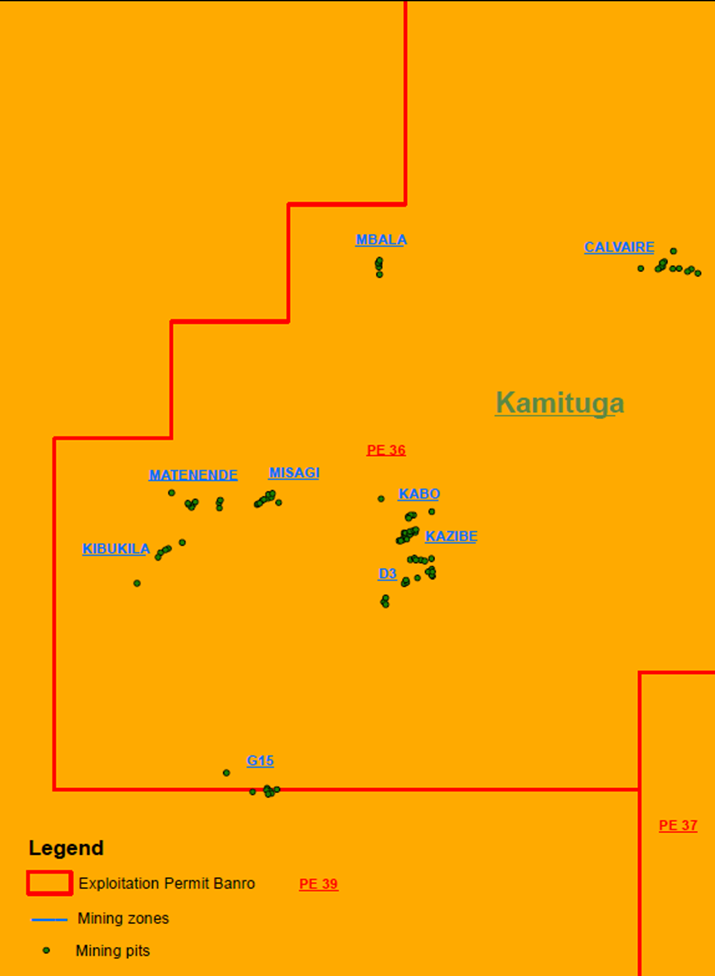 MBALA
CALVAIRE
Kamituga
PE 36
MATENENDE
MISAGI
KABO
KAZIBE
KIBUKILA
D3
G15
PE 37
Legend
Exploitation Permit Banro
PE 39
Mining zones
Mining pits